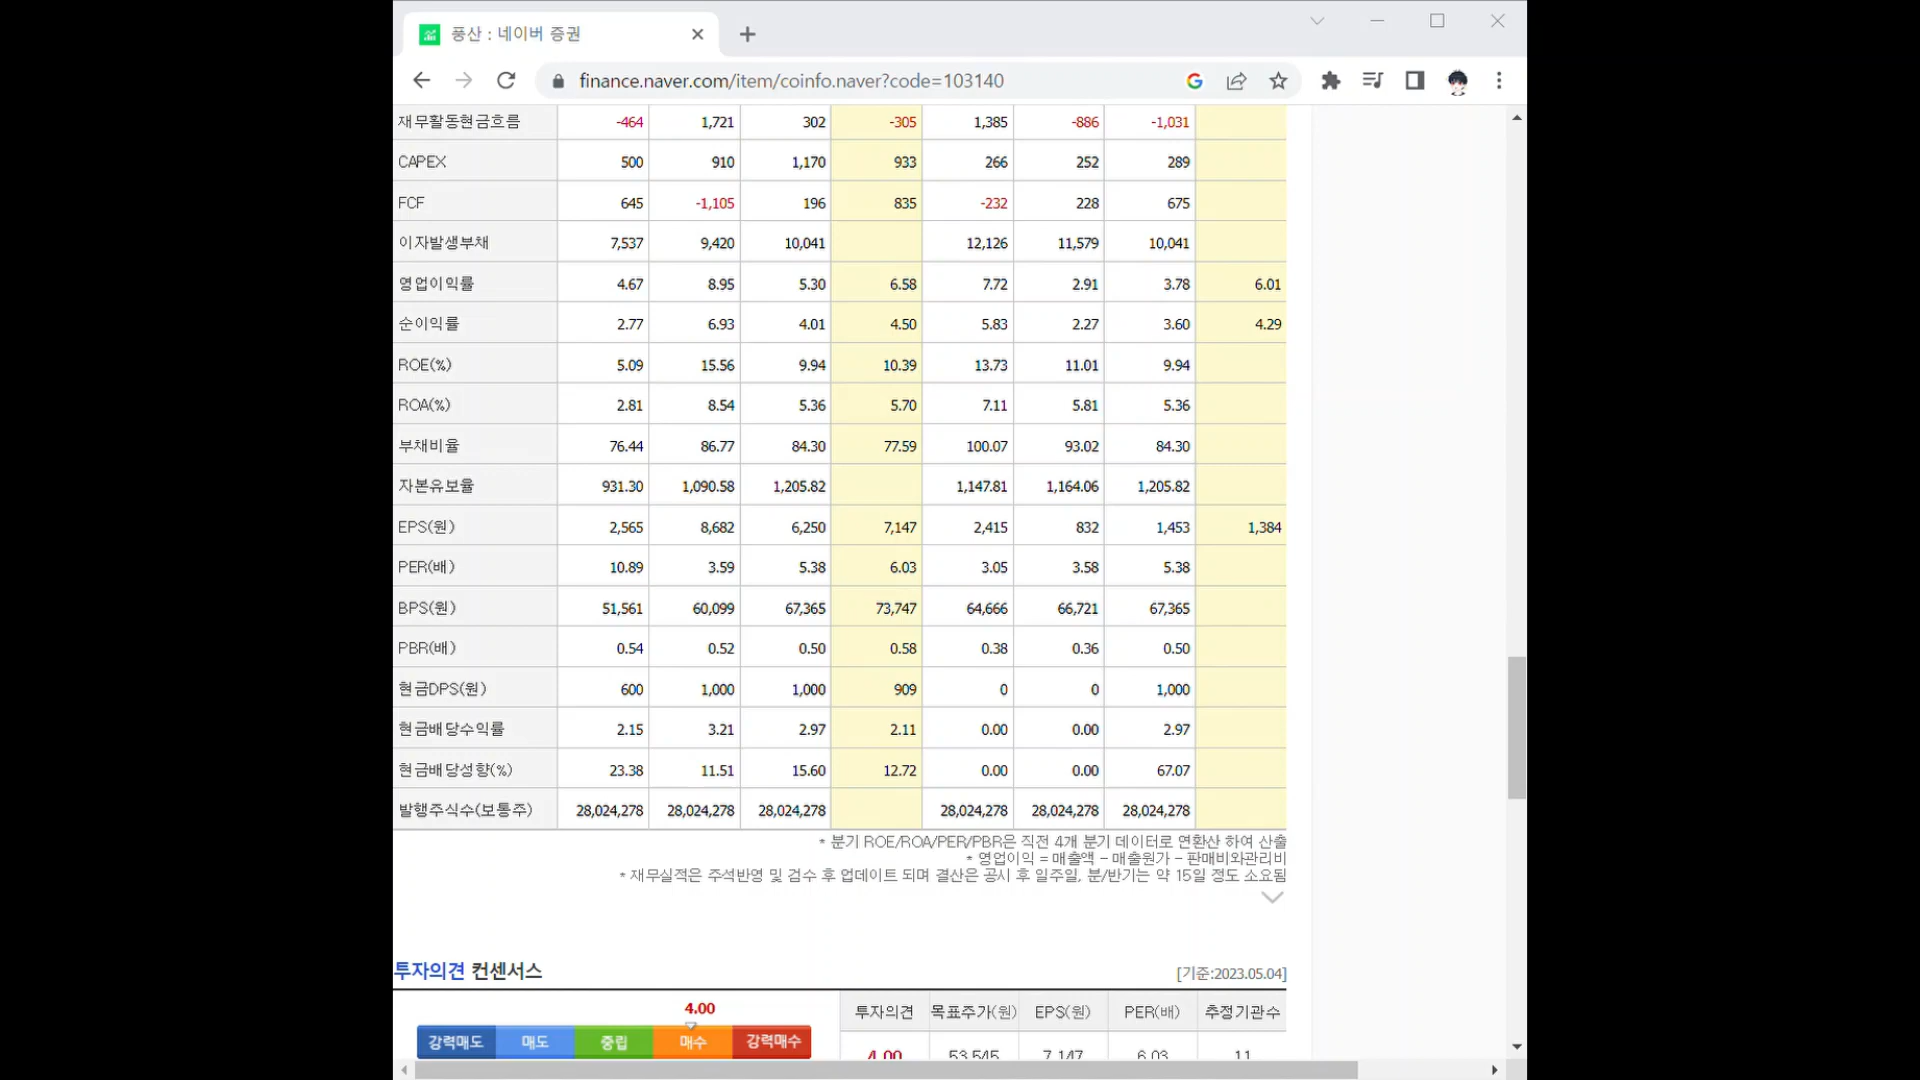 풍산 : 네이버 증권
finance.naver.com/item/coinfo.naver?code=103140
재무활동현금흐름 -464 1,721 302 -305 1,385 -886 -1,031
CAPEX 500 910 1,170 933 266 252 289
FCF 645 -1,105 196 835 -232 228 675
이자발생부채 7,537 9,420 10,041 12,126 11,579 10,041
영업이익률 4.67 8.95 5.30 6.58 7.72 2.91 3.78 6.01
순이익률 2.77 6.93 4.01 4.50 5.83 2.27 3.60 4.29
ROE(%) 5.09 15.56 9.94 10.39 13.73 11.01 9.94
ROA(%) 2.81 8.54 5.36 5.70 7.11 5.81 5.36
부채비율 76.44 86.77 84.30 77.59 100.07 93.02 84.30
자본유보율 931.30 1,090.58 1,205.82 1,147.81 1,164.06 1,205.82
EPS(원) 2,565 8,682 6,250 7,147 2,415 832 1,453 1,384
PER(배) 10.89 3.59 5.38 6.03 3.05 3.58 5.38
BPS(원) 51,561 60,099 67,365 73,747 64,666 66,721 67,365
PBR(배) 0.54 0.52 0.50 0.58 0.38 0.36 0.50
현금DPS(원) 600 1,000 1,000 909 0 0 1,000
현금배당수익률 2.15 3.21 2.97 2.11 0.00 0.00 2.97
현금배당성향(%) 23.38 11.51 15.60 12.72 0.00 0.00 67.07
발행주식수(보통주) 28,024,278 28,024,278 28,024,278 28,024,278 28,024,278 28,024,278
* 분기 ROE/ROA/PER/PBR은 직전 4개 분기 데이터로 연환산 하여 산출
* 영업이익 = 매출액 - 매출원가 - 판매비와관리비
* 재무실적은 주석반영 및 검수 후 업데이트 되며 결산은 공시 후 일주일, 분/반기는 약 15일 정도 소요됨
투자의견 컨센서스 [기준:2023.05.04]
4.00
강력매도 매도 중립 매수 강력매수
투자의견 목표주가(원) EPS(원) PER(배) 추정기관수
4.00 53,545 7,147 6.03 11